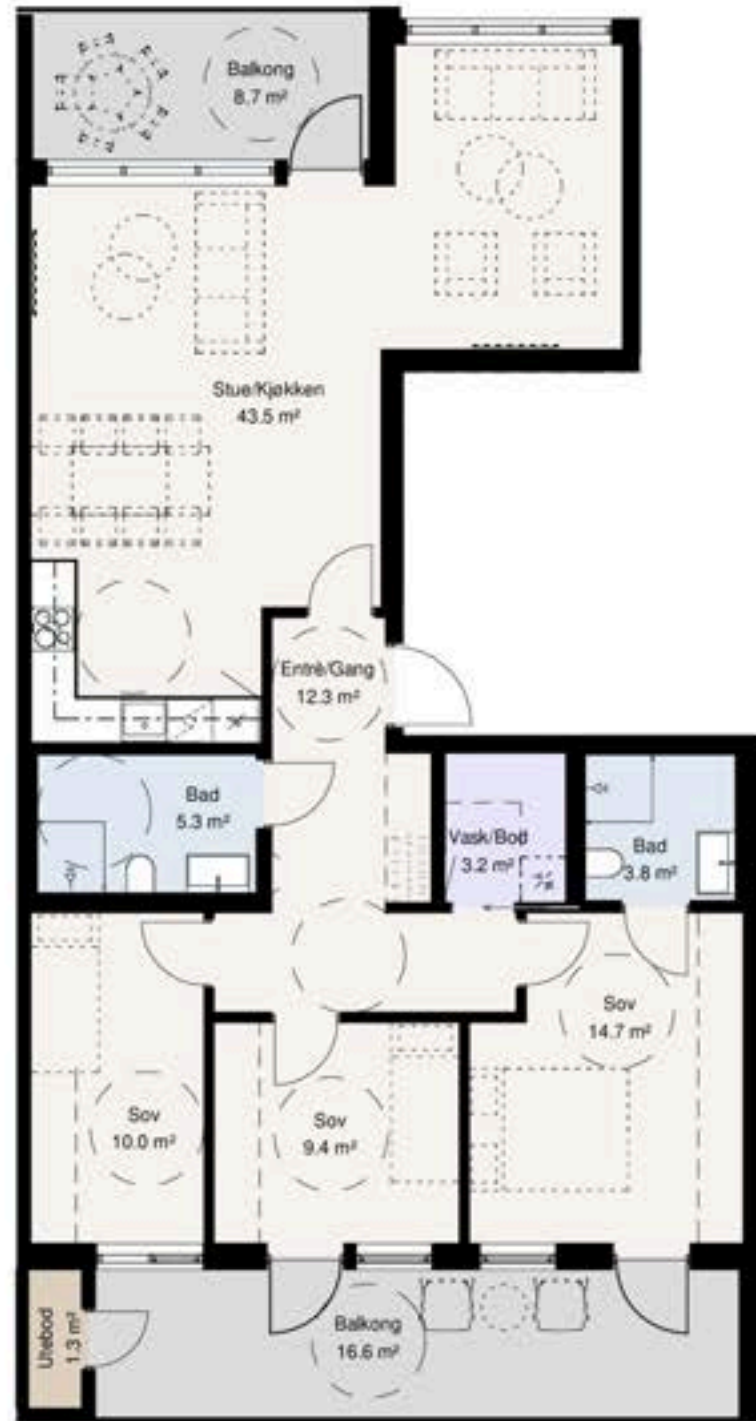 Balkong
8.7 m²
Stue/Kjøkken
43.5 m²
Entrè/Gang
12.3 m²
Bad
5.3 m²
Vask/Bod
3.2 m²
Bad
3.8 m²
Sov
14.7 m²
Sov
10.0 m²
Sov
9.4 m²
Utebod
1.3 m²
Balkong
16.6 m²